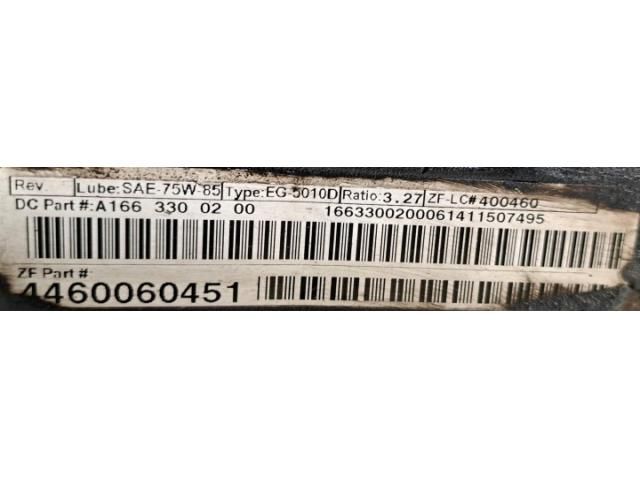 Rev. Lube:SAE-75W-85 Type:EG-5010D Ratio:3.27 ZF-LC#400460
DC Part #:A166 330 02 00 1663300200061411507495
ZF Part #:
4460060451